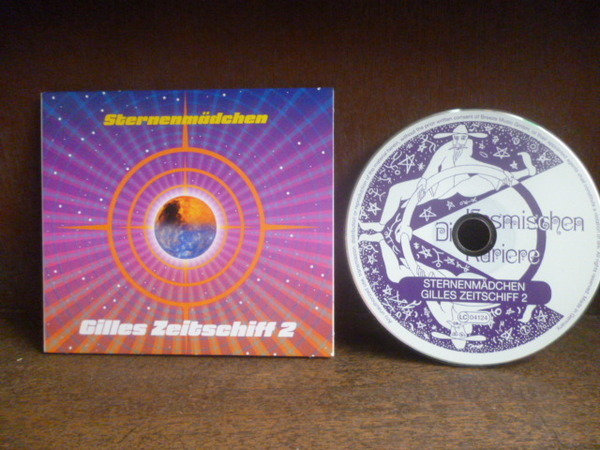 Sternenmädchen
Gilles Zeitschiff 2
Die Kosmischen
Kuriere
STERNENMÄDCHEN
GILLES ZEITSCHIFF 2
LC 04124